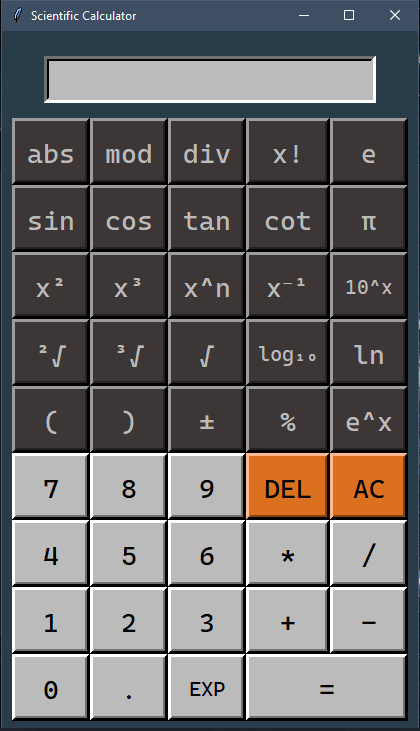 Scientific Calculator
abs mod div x! e
sin cos tan cot π
x² x³ x^n x⁻¹ 10^x
²√ ³√ √ log₁₀ ln
( ) ± % e^x
7 8 9 DEL AC
4 5 6 * /
1 2 3 + -
0 . EXP =